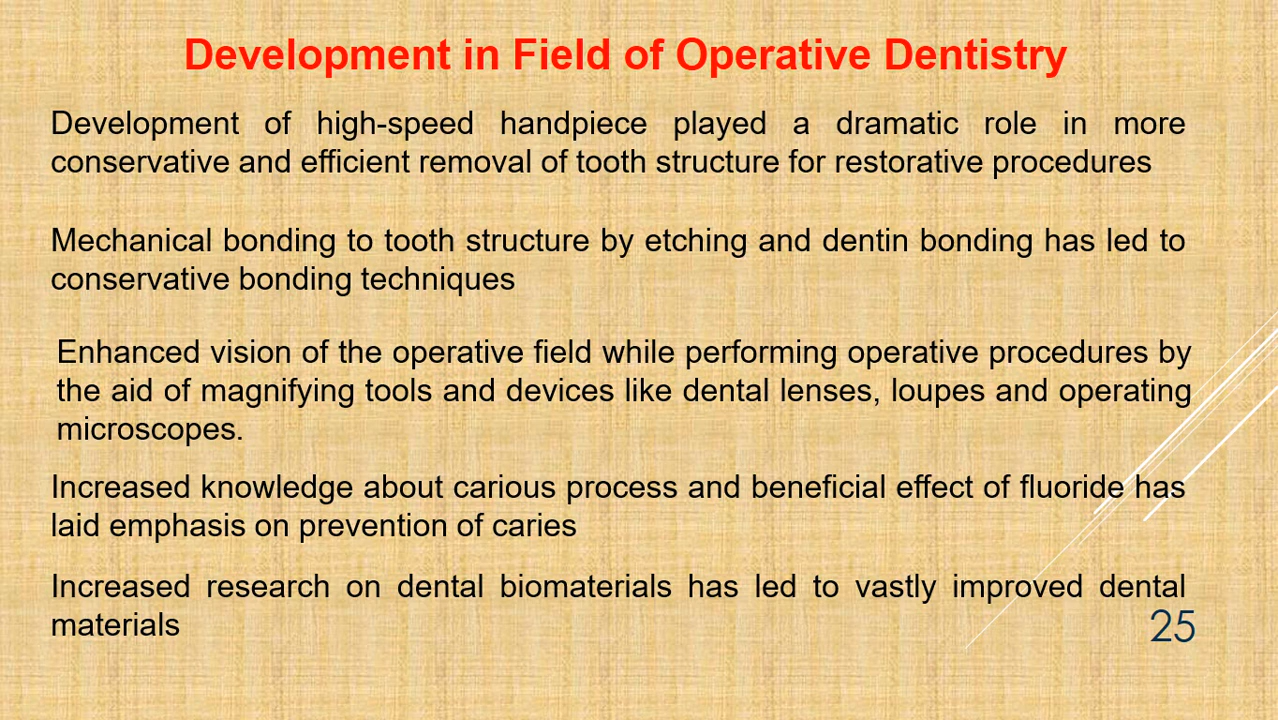 Development in Field of Operative Dentistry
Development of high-speed handpiece played a dramatic role in more
conservative and efficient removal of tooth structure for restorative procedures
Mechanical bonding to tooth structure by etching and dentin bonding has led to
conservative bonding techniques
Enhanced vision of the operative field while performing operative procedures by
the aid of magnifying tools and devices like dental lenses, loupes and operating
microscopes.
Increased knowledge about carious process and beneficial effect of fluoride has
laid emphasis on prevention of caries
Increased research on dental biomaterials has led to vastly improved dental
materials
25